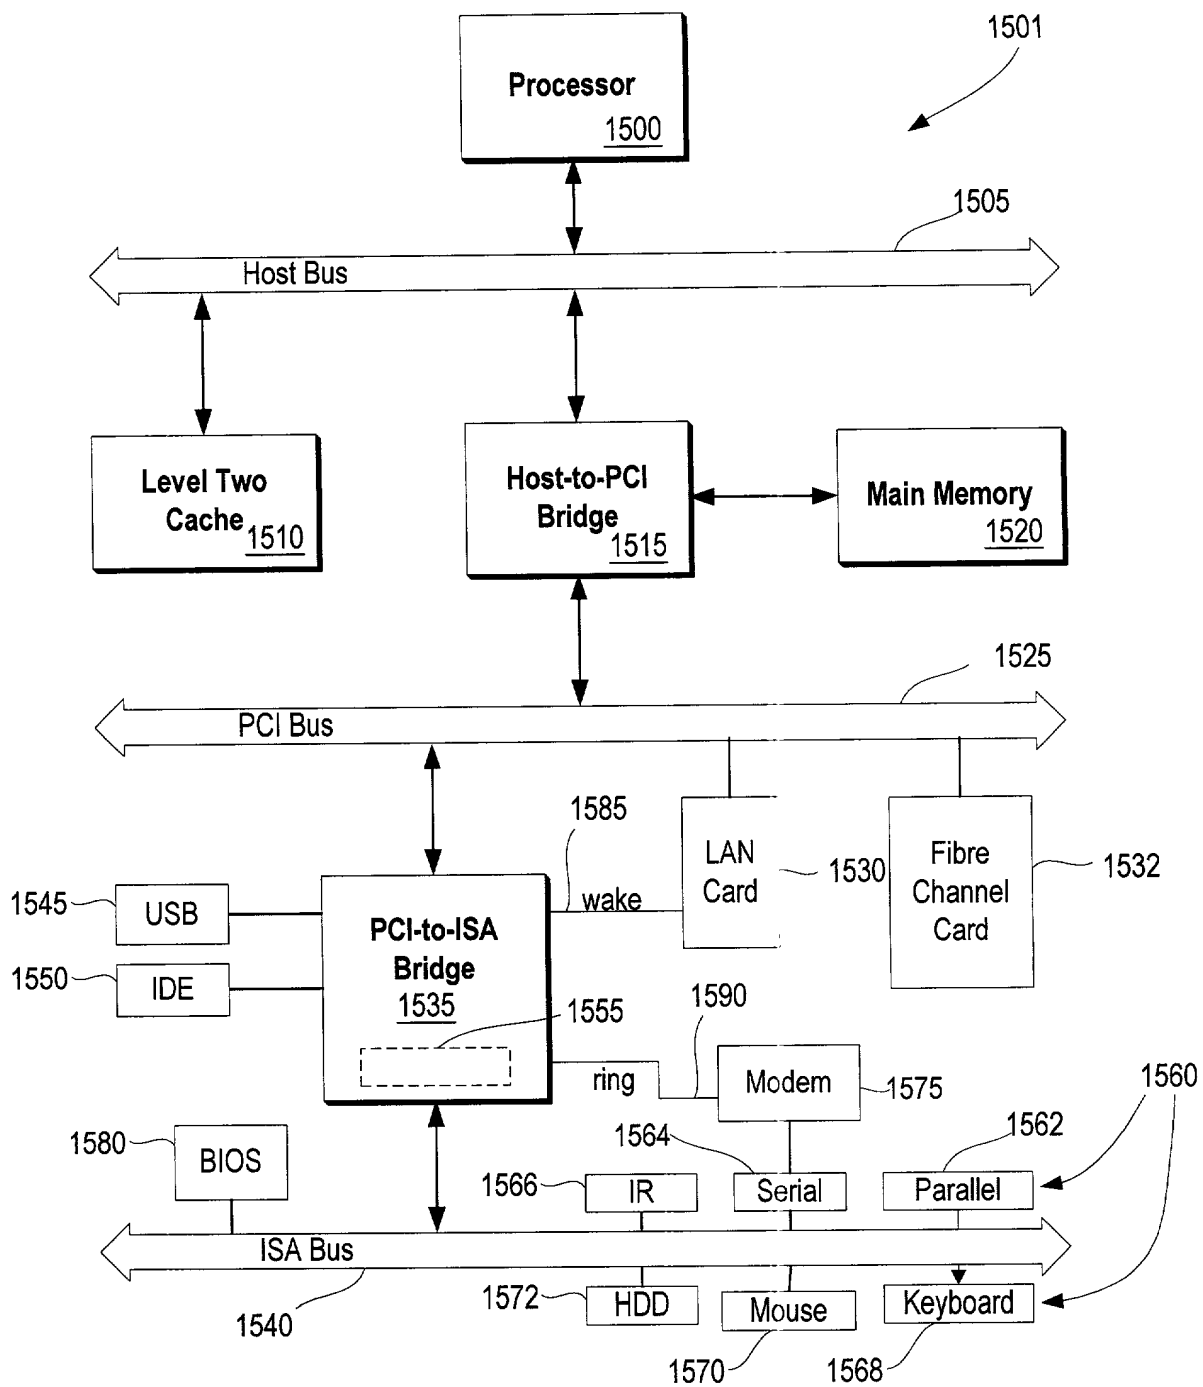 1501
Processor
1500
1505
Host Bus
Level Two
Cache
1510
Host-to-PCI
Bridge
1515
Main Memory
1520
1525
PCI Bus
1585
wake
LAN
Card
1530
Fibre
Channel
Card
1532
1545
USB
1550
IDE
PCI-to-ISA
Bridge
1535
1555
1590
ring
Modem
1575
1560
1580
BIOS
1566
IR
1564
Serial
1562
Parallel
ISA Bus
1540
1572
HDD
Mouse
1570
Keyboard
1568